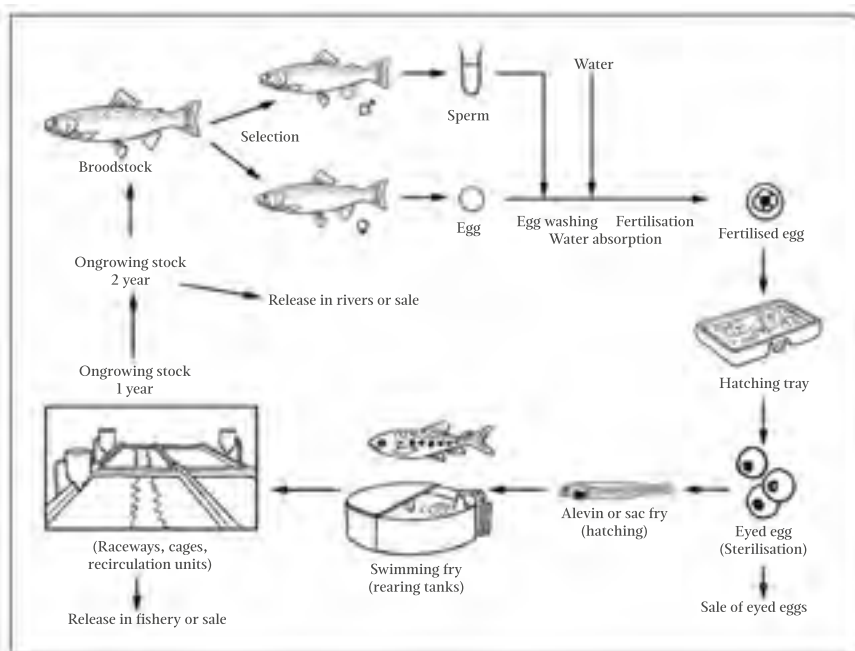 Water
Sperm
Selection
Broodstock
Egg
Egg washing Fertilisation
Water absorption
Fertilised egg
Ongrowing stock
2 year
Release in rivers or sale
Ongrowing stock
1 year
Hatching tray
Alevin or sac fry
(hatching)
Eyed egg
(Sterilisation)
(Raceways, cages,
recirculation units)
Swimming fry
(rearing tanks)
Sale of eyed eggs
Release in fishery or sale